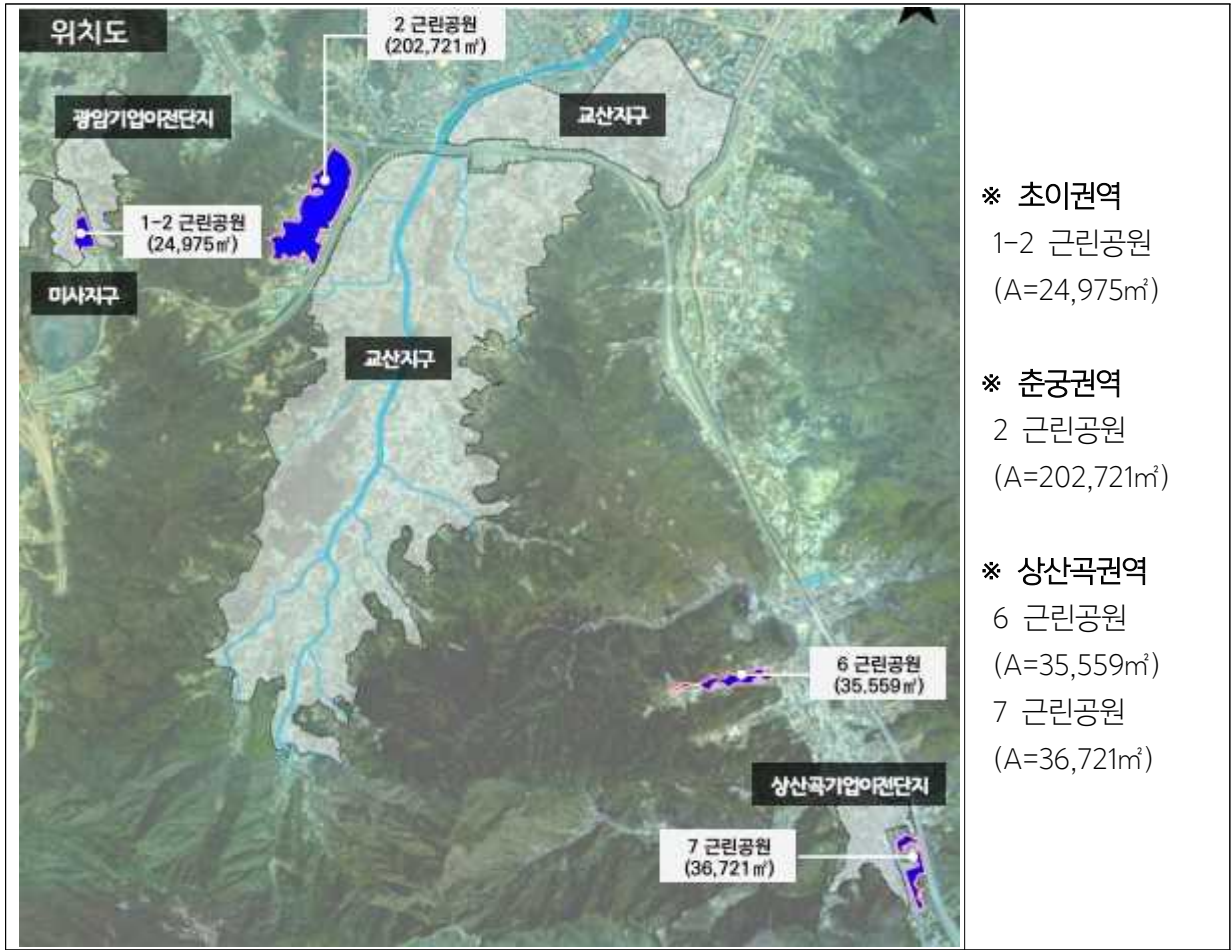 위치도
2 근린공원
(202,721㎡)
광암기업이전단지
교산지구
1-2 근린공원
(24,975㎡)
미사지구
교산지구
6 근린공원
(35.559㎡)
상산곡기업이전단지
7 근린공원
(36,721㎡)
※ 초이권역
1-2 근린공원
(A=24,975㎡)
※ 춘궁권역
2 근린공원
(A=202,721㎡)
※ 상산곡권역
6 근린공원
(A=35,559㎡)
7 근린공원
(A=36,721㎡)